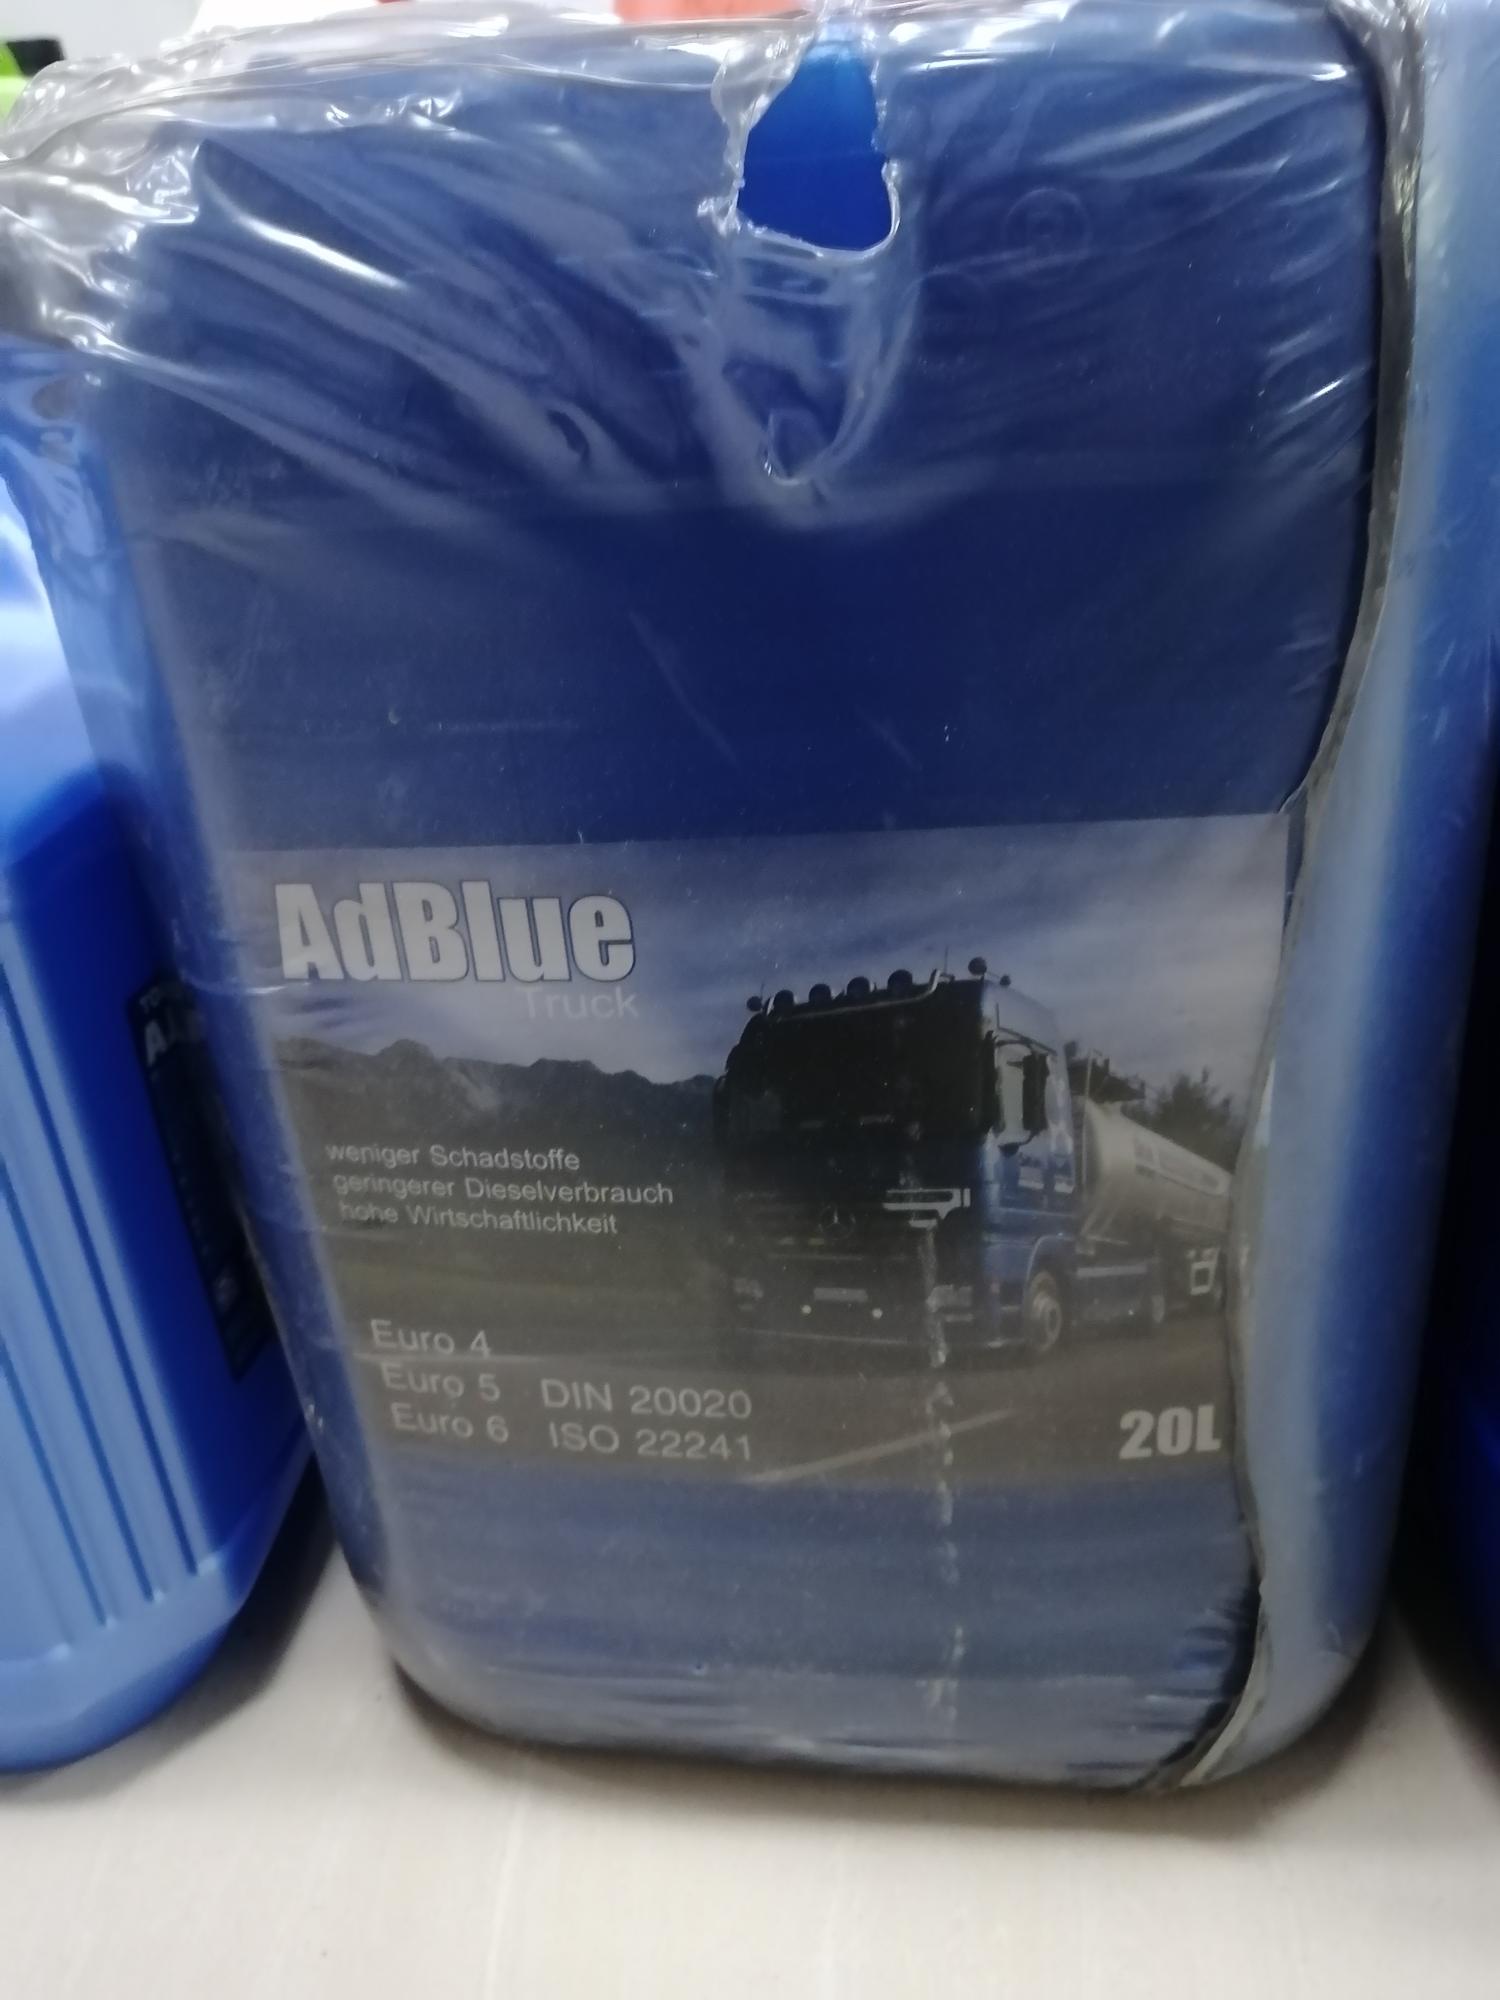 AdBlue
Truck
weniger Schadstoffe
geringerer Dieselverbrauch
hohe Wirtschaftlichkeit
Euro 4
Euro 5 DIN 20020
Euro 6 ISO 22241
20L